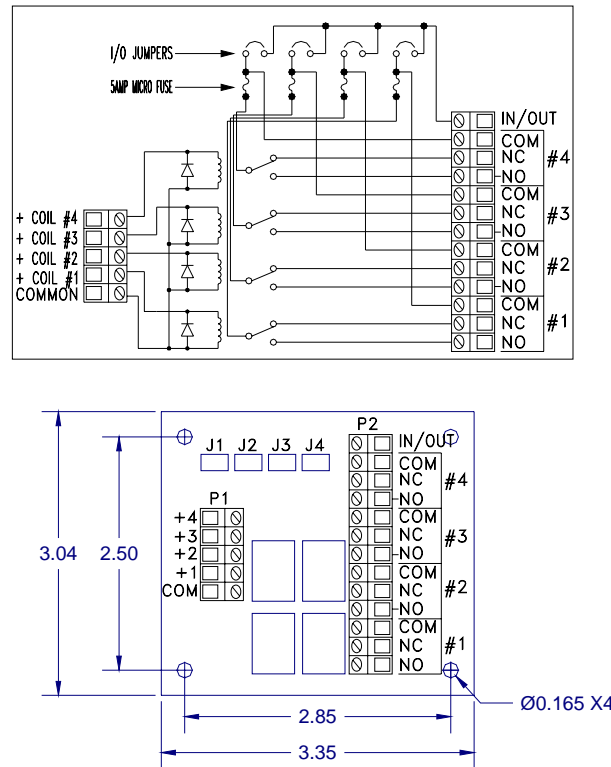 I/O JUMPERS
5AMP MICRO FUSE
IN/OUT
COM
NC #4
NO
COM
NC #3
NO
COM
NC #2
NO
COM
NC #1
NO
+ COIL #4
+ COIL #3
+ COIL #2
+ COIL #1
COMMON
P2
J1 J2 J3 J4
IN/OUT
COM
NC #4
NO
COM
NC #3
NO
COM
NC #2
NO
COM
NC #1
NO
P1
+4
+3
+2
+1
COM
3.04
2.50
2.85
3.35
Ø0.165 X4